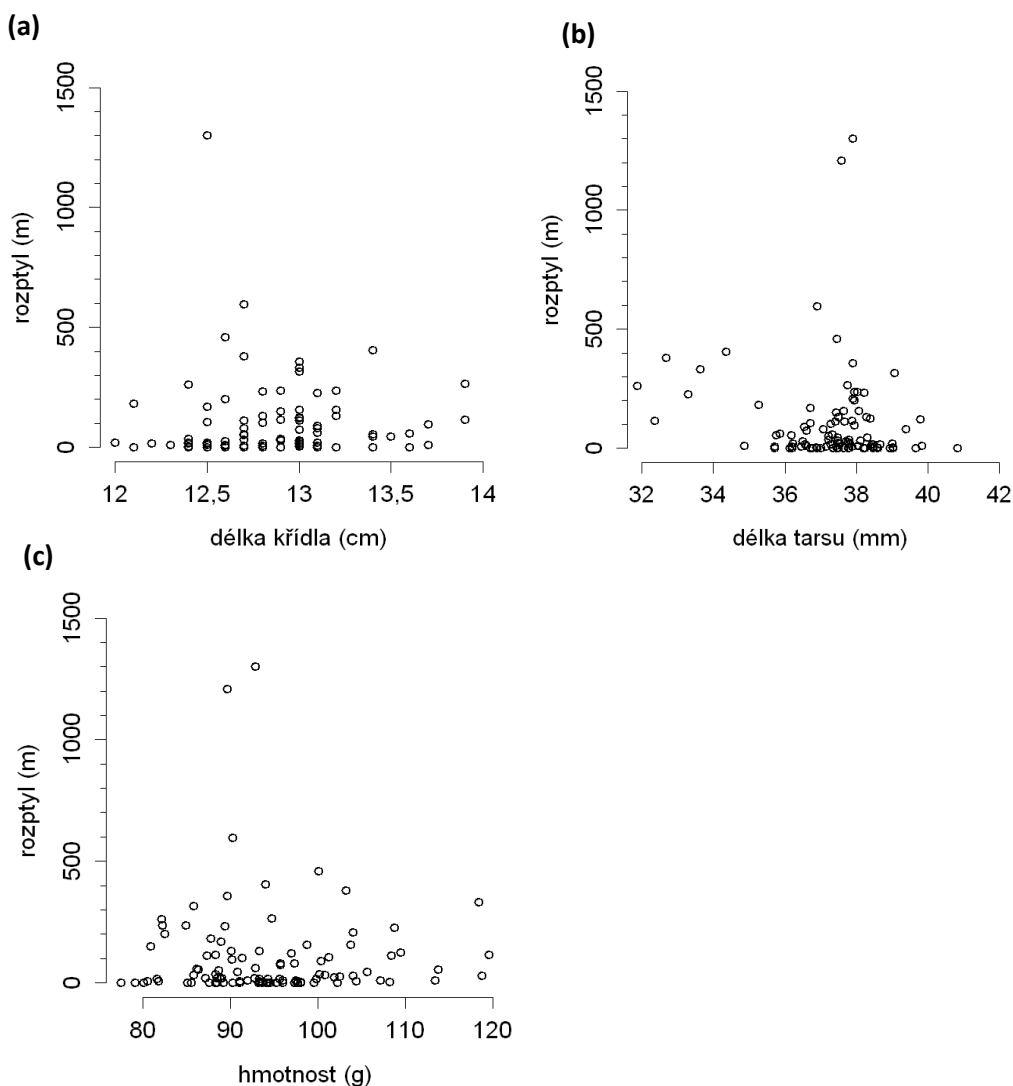 (a)
rozptyl (m)
1500
1000
500
0
12 12,5 13 13,5 14
délka křídla (cm)
(b)
rozptyl (m)
1500
1000
500
0
32 34 36 38 40 42
délka tarsu (mm)
(c)
rozptyl (m)
1500
1000
500
0
80 90 100 110 120
hmotnost (g)